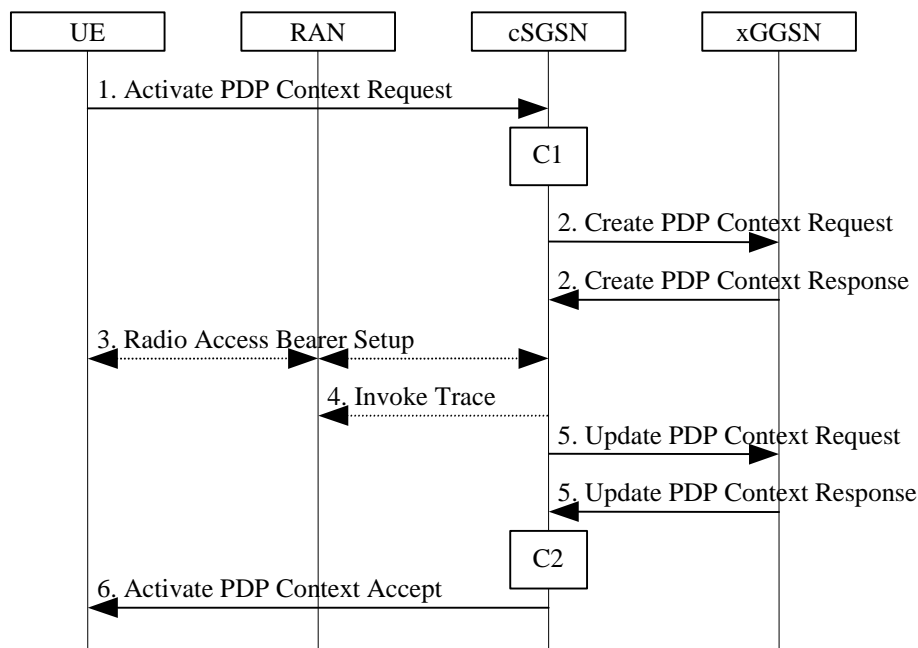 UE RAN cSGSN xGGSN
1. Activate PDP Context Request
C1
2. Create PDP Context Request
2. Create PDP Context Response
3. Radio Access Bearer Setup
4. Invoke Trace
5. Update PDP Context Request
5. Update PDP Context Response
C2
6. Activate PDP Context Accept